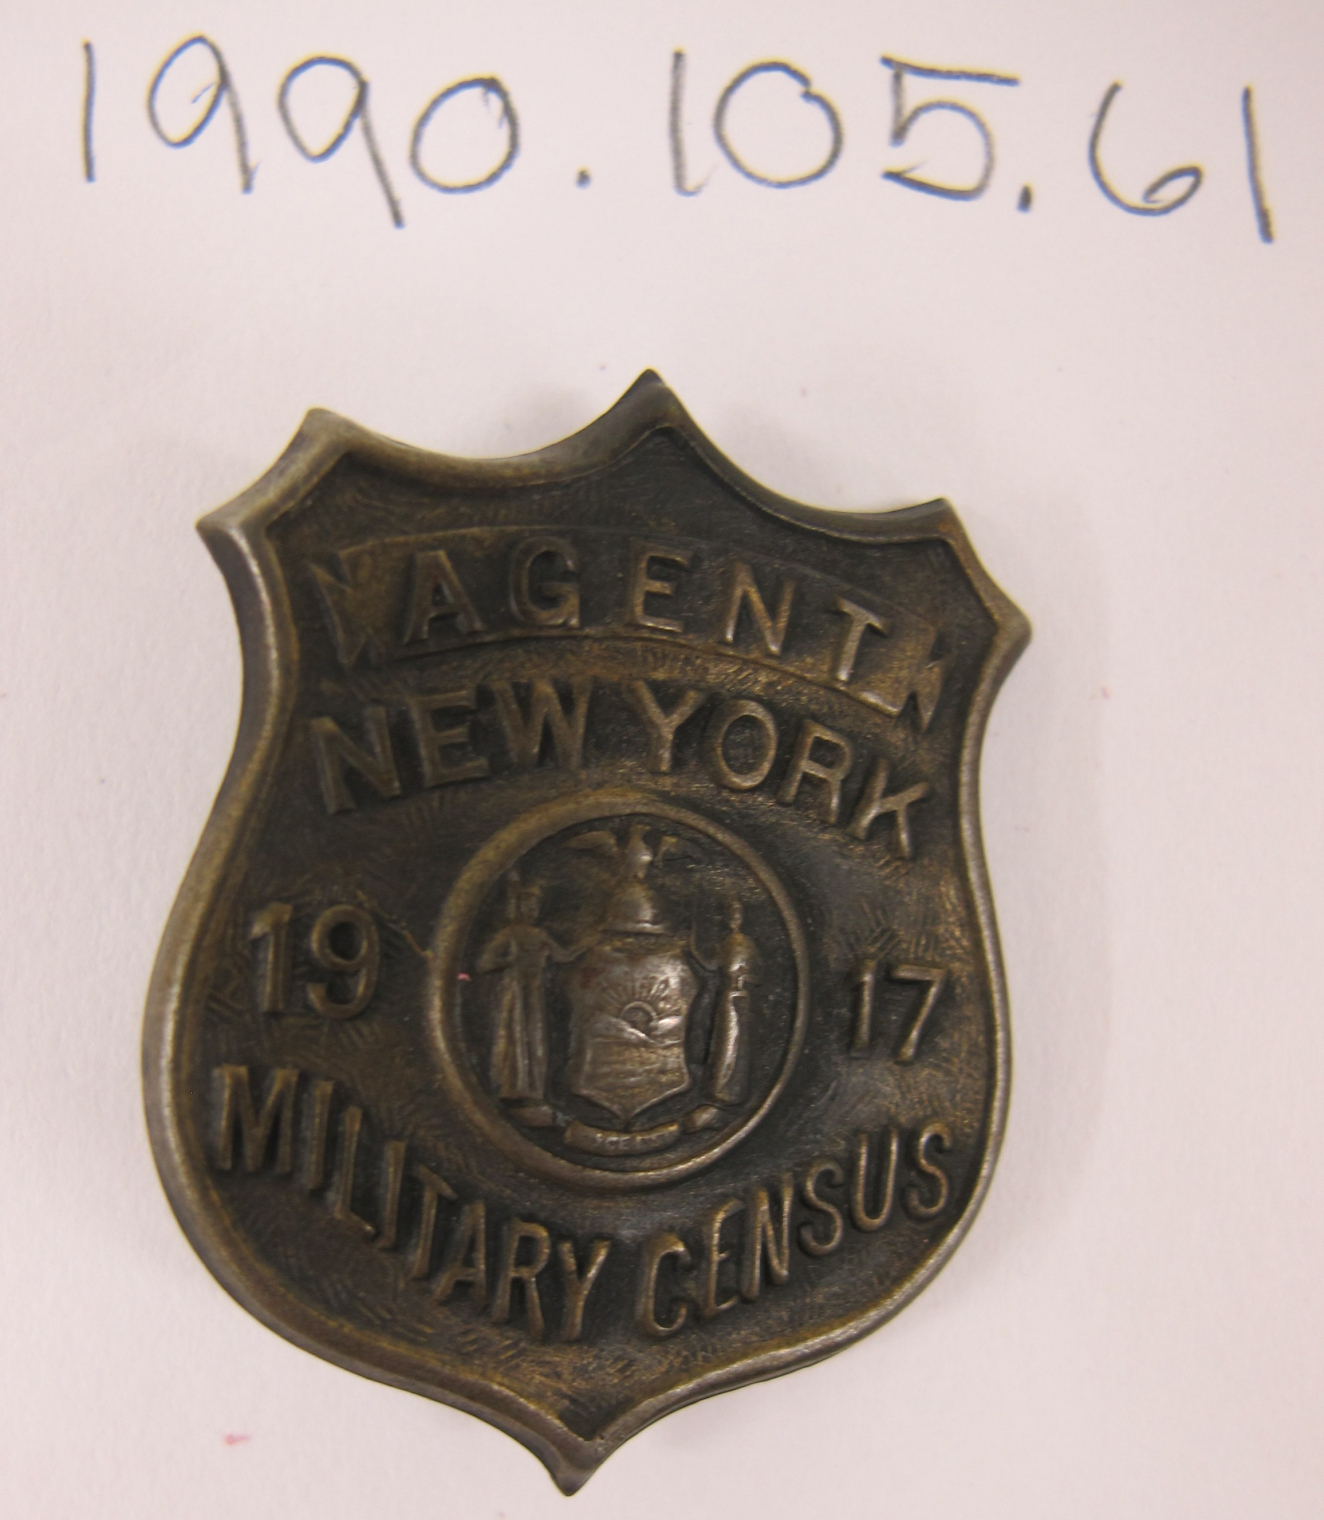 1990.105.61
AGENT
NEW YORK
19 17
MILITARY CENSUS